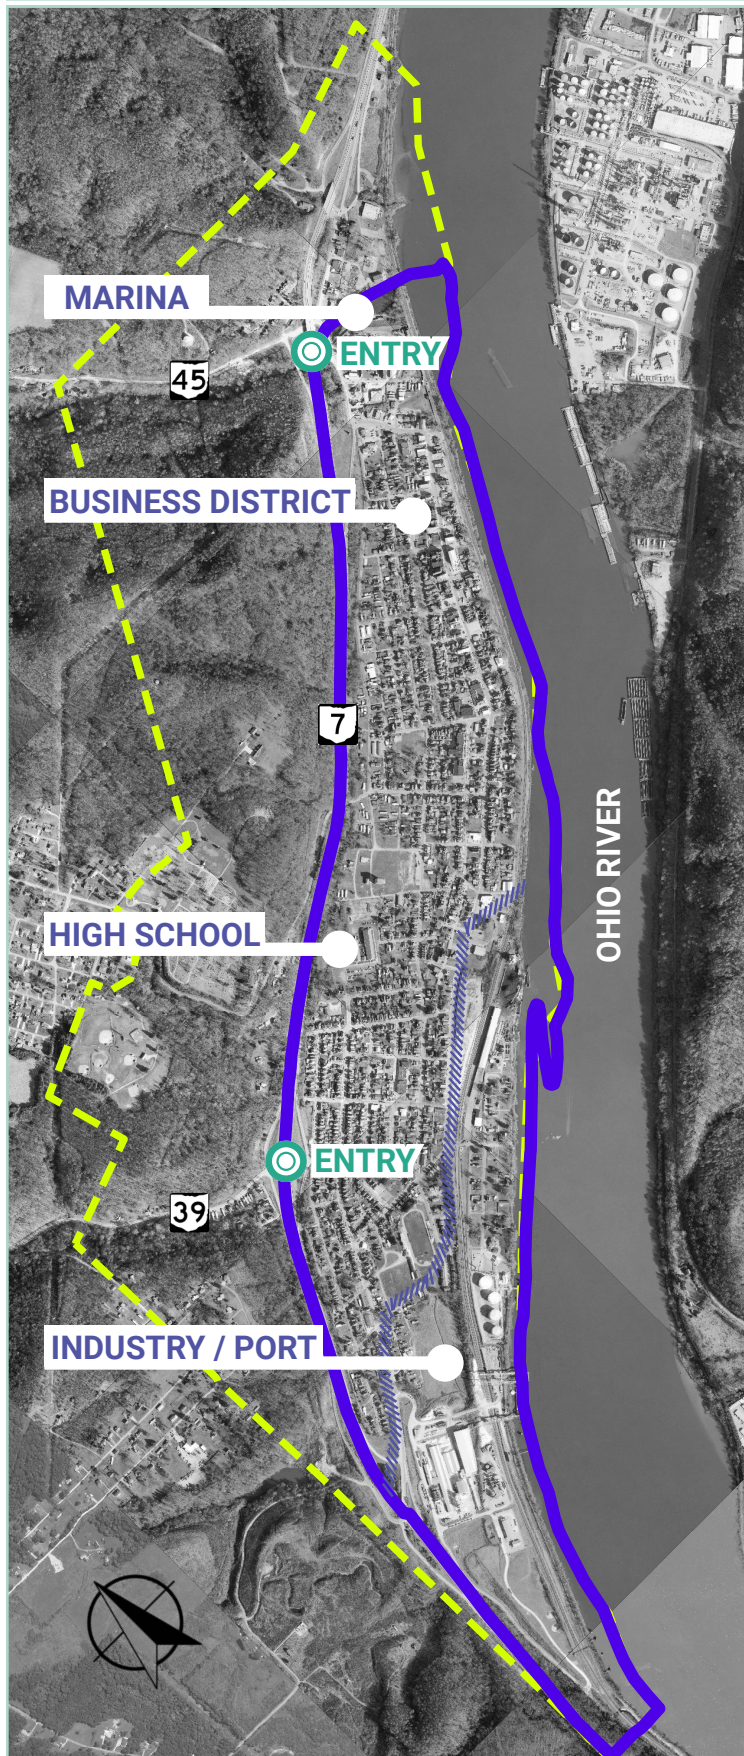 MARINA
ENTRY
45
BUSINESS DISTRICT
7
OHIO RIVER
HIGH SCHOOL
ENTRY
39
INDUSTRY / PORT